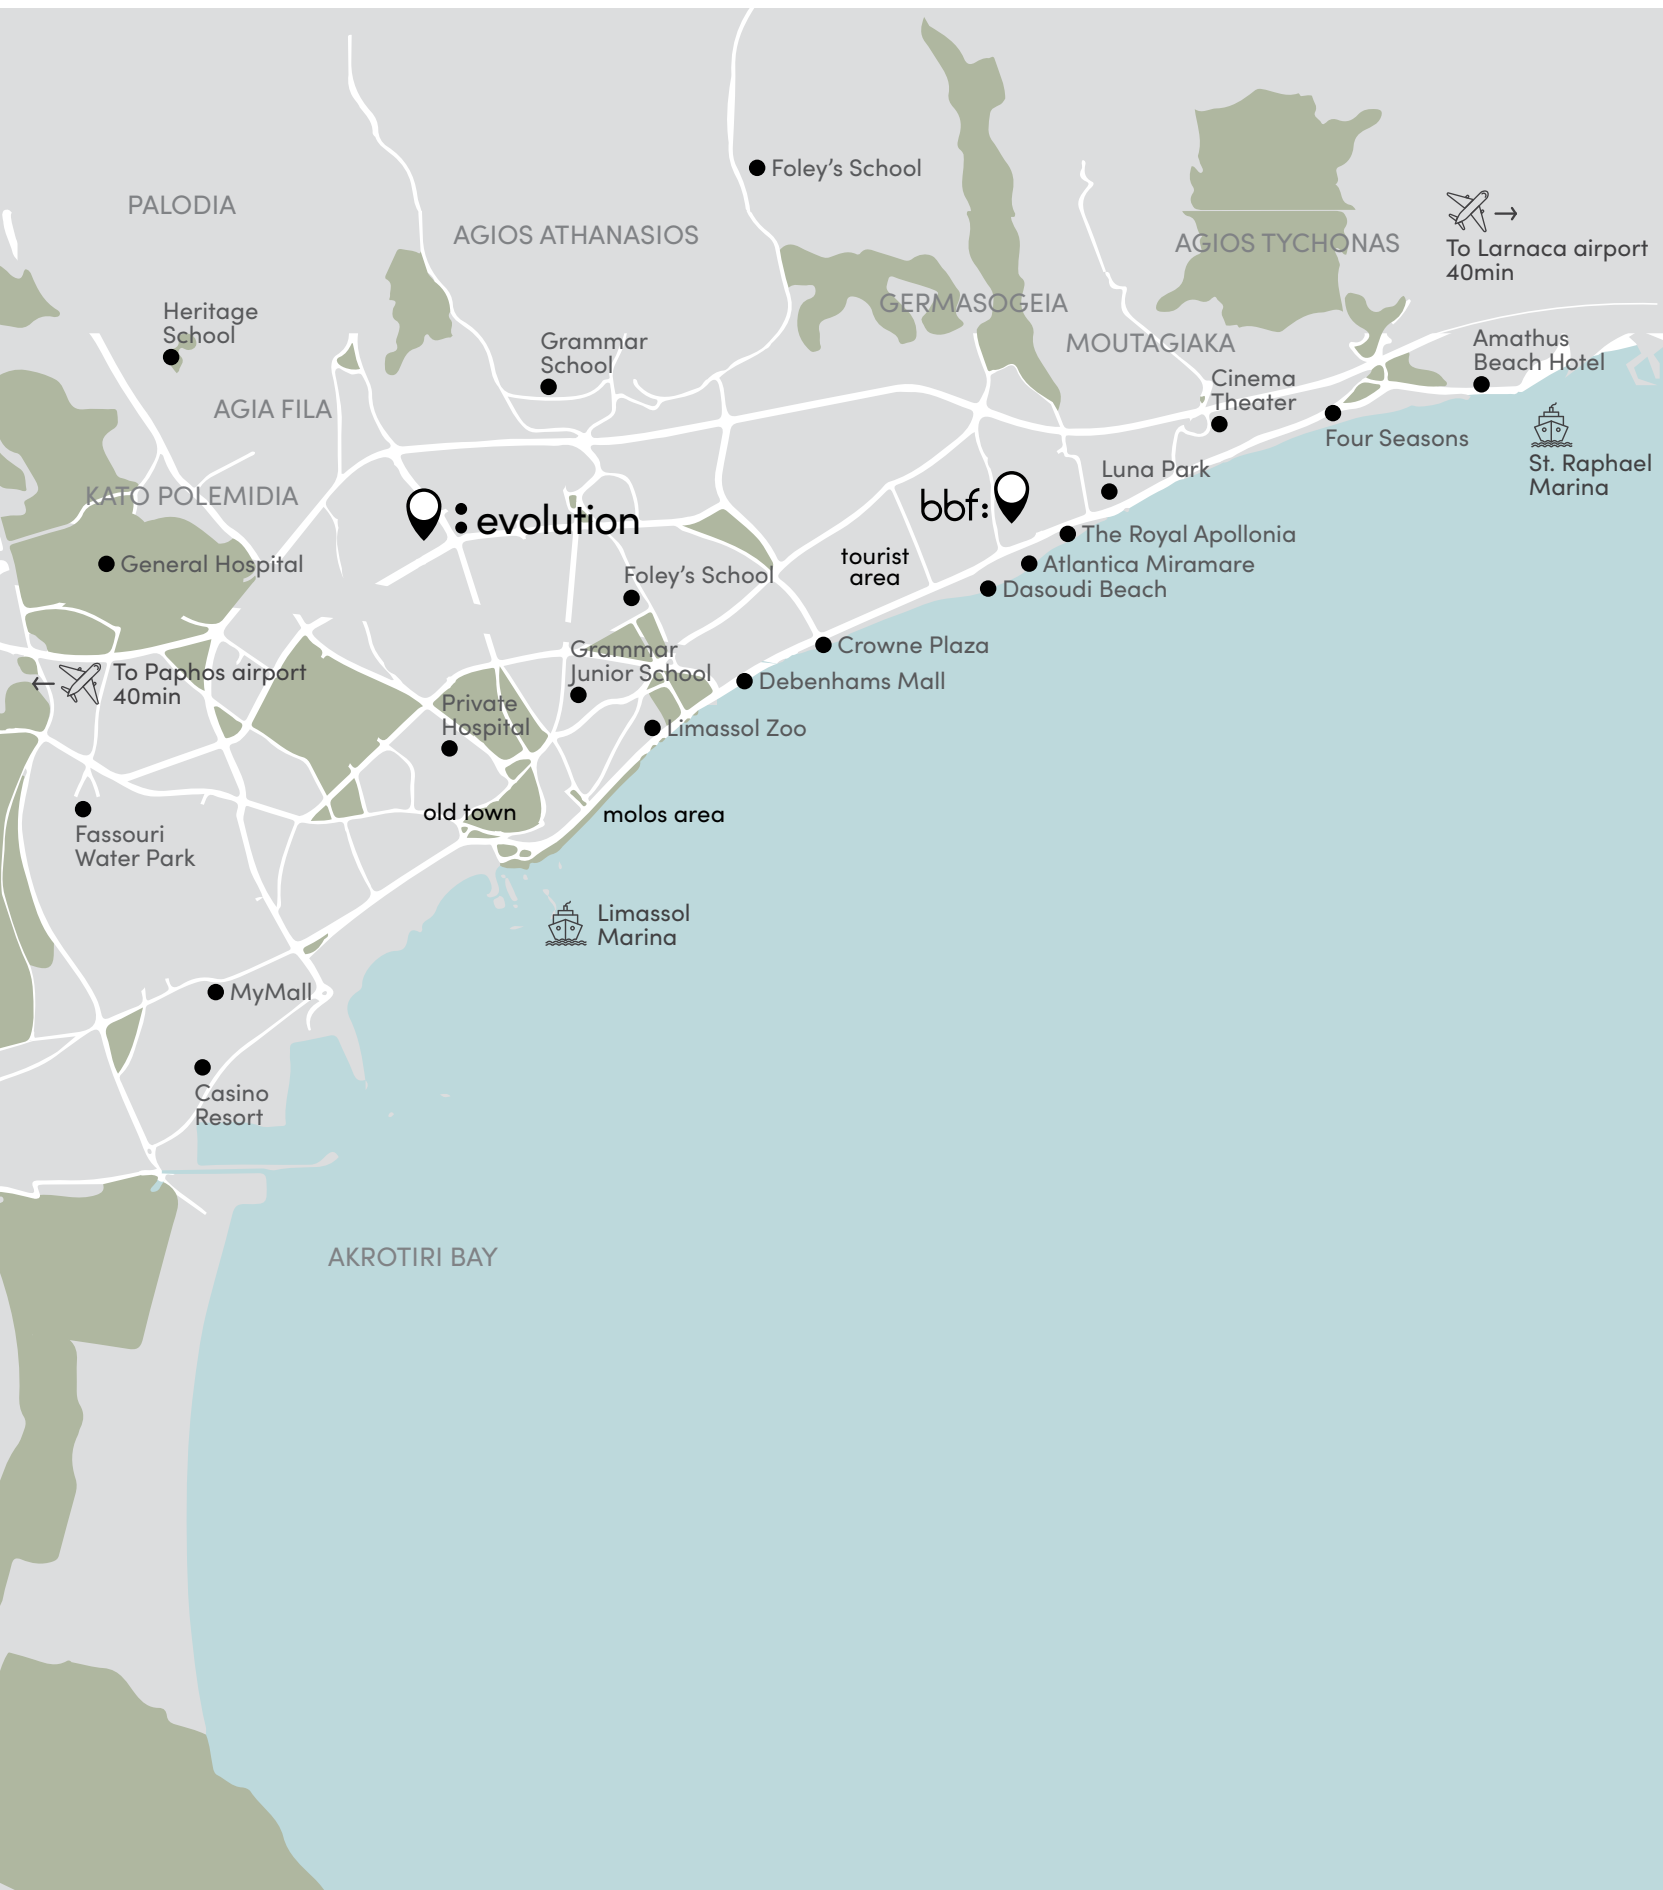 Foley’s School
PALODIA
AGIOS ATHANASIOS
AGIOS TYCHONAS
To Larnaca airport
40min
GERMASOGEIA
Heritage
School
Grammar
School
MOUTAGIAKA
Amathus
Beach Hotel
Cinema
Theater
AGIA FILA
Four Seasons
St. Raphael
Marina
Luna Park
KATO POLEMIDIA
: evolution
bbf:
The Royal Apollonia
General Hospital
tourist
area
Atlantica Miramare
Foley’s School
Dasoudi Beach
Grammar
Junior School
Crowne Plaza
To Paphos airport
40min
Debenhams Mall
Private
Hospital
Limassol Zoo
old town
molos area
Fassouri
Water Park
Limassol
Marina
MyMall
Casino
Resort
AKROTIRI BAY